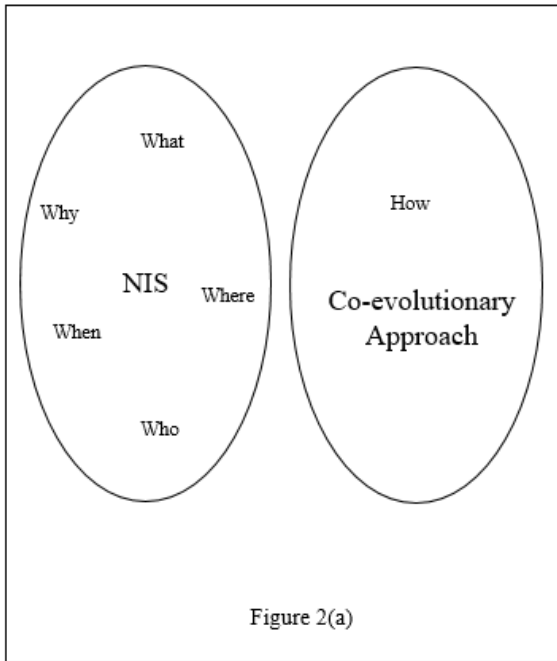 What
Why
NIS
Where
When
Who
How
Co-evolutionary
Approach
Figure 2(a)